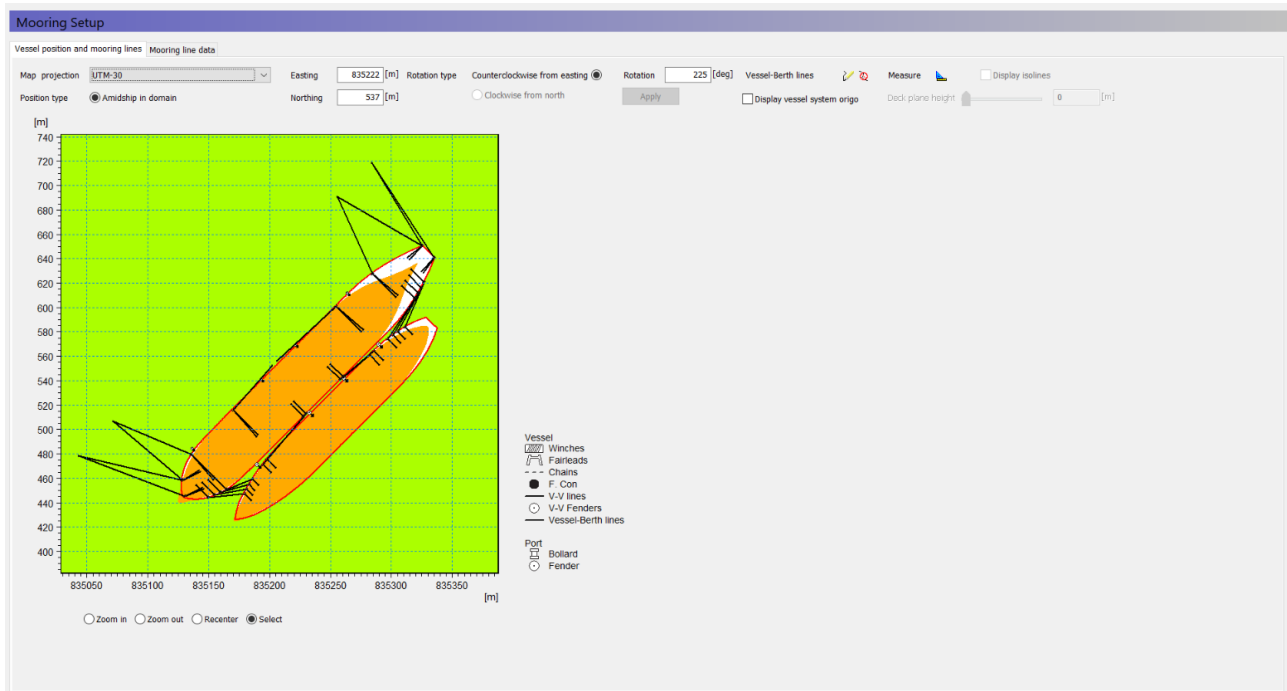 Mooring Setup
Vessel position and mooring lines Mooring line data
Map projection UTM-30 Easting 835222 [m] Rotation type Counterclockwise from easting Rotation 225 [deg] Vessel-Berth lines Measure Display isolines
Position type Amidship in domain Northing 537 [m] Clockwise from north Apply Display vessel system origo Deck plane height 0 [m]
[m]
740
720
700
680
660
640
620
600
580
560
540
520
500
480
460
440
420
400
835050 835100 835150 835200 835250 835300 835350
[m]
Vessel
Winches
Fairleads
Chains
F. Con
V-V lines
V-V Fenders
Vessel-Berth lines
Port
Bollard
Fender
Zoom in Zoom out Recenter Select